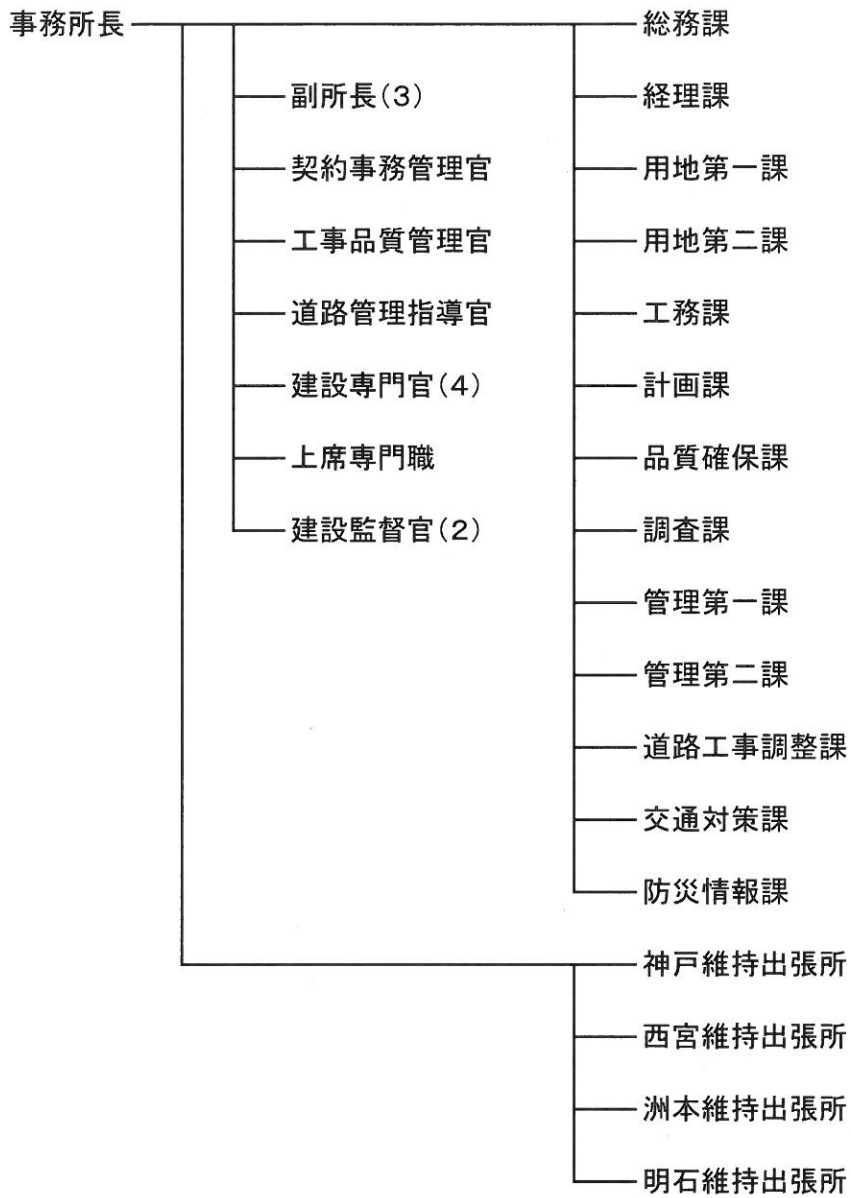 事務所長
副所長(3)
契約事務管理官
工事品質管理官
道路管理指導官
建設専門官(4)
上席専門職
建設監督官(2)
総務課
経理課
用地第一課
用地第二課
工務課
計画課
品質確保課
調査課
管理第一課
管理第二課
道路工事調整課
交通対策課
防災情報課
神戸維持出張所
西宮維持出張所
洲本維持出張所
明石維持出張所